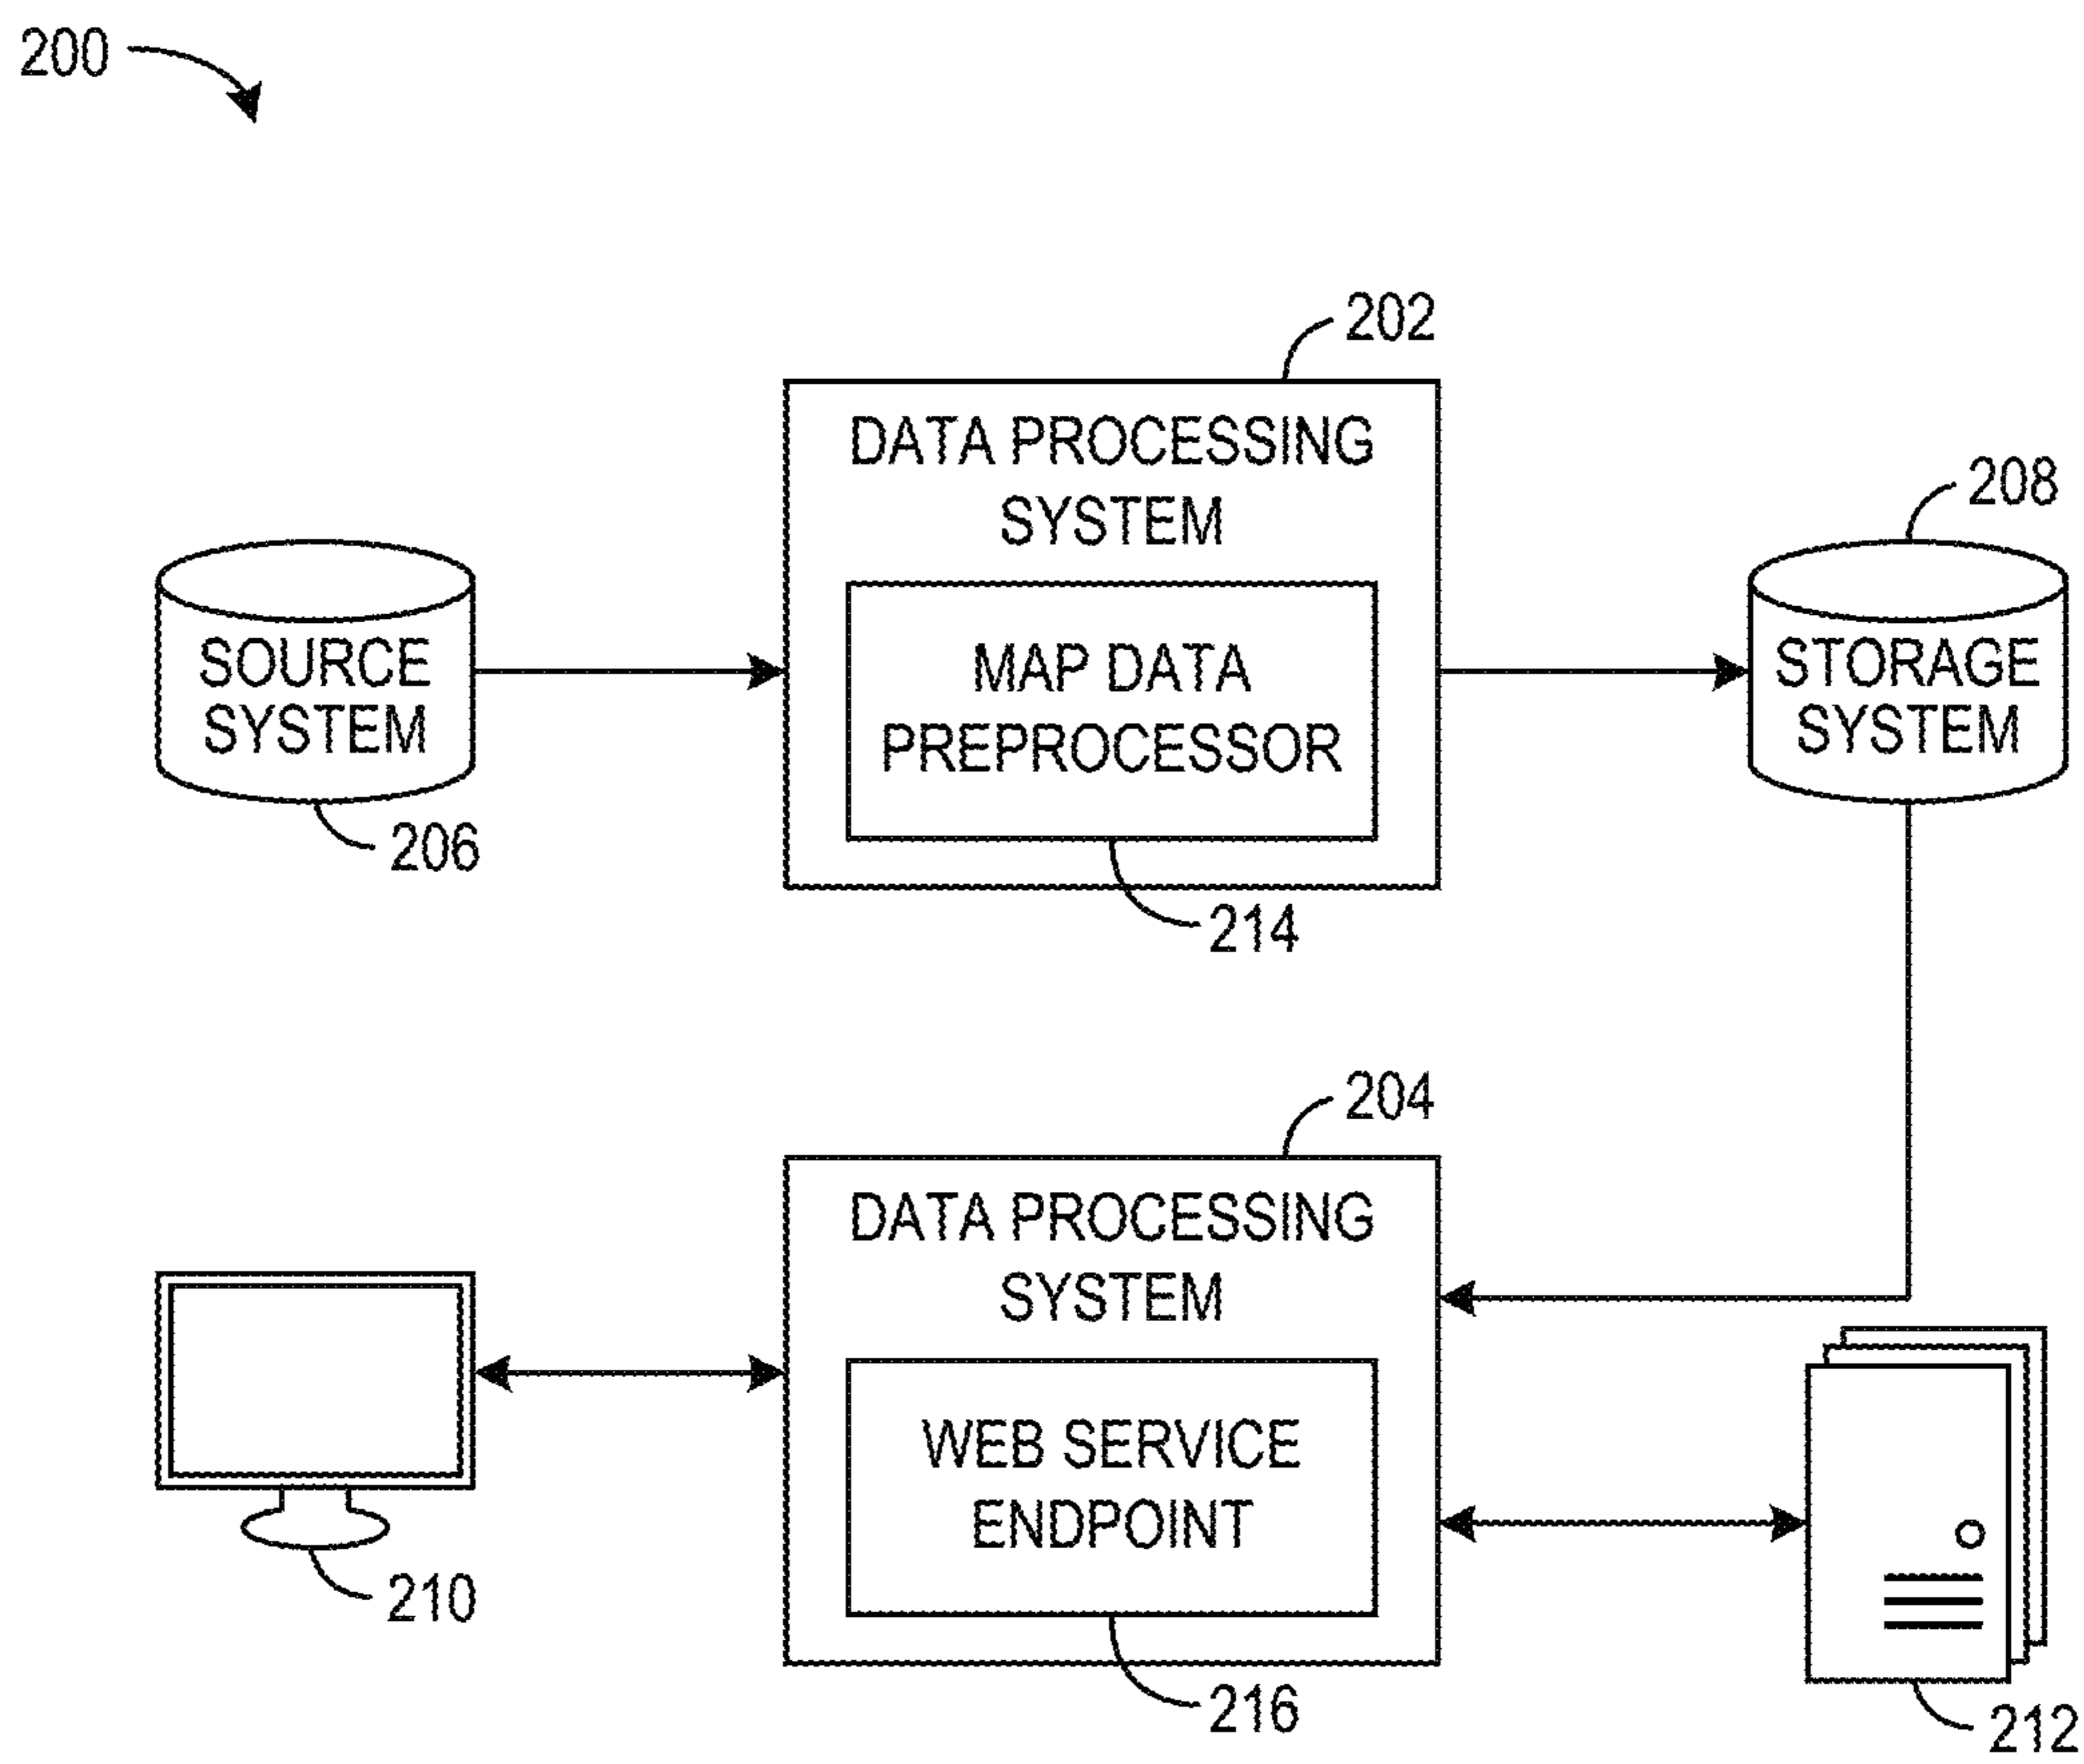 200
202
DATA PROCESSING
SYSTEM
208
SOURCE
SYSTEM
MAP DATA
PREPROCESSOR
STORAGE
SYSTEM
206
214
204
DATA PROCESSING
SYSTEM
WEB SERVICE
ENDPOINT
210
216
212